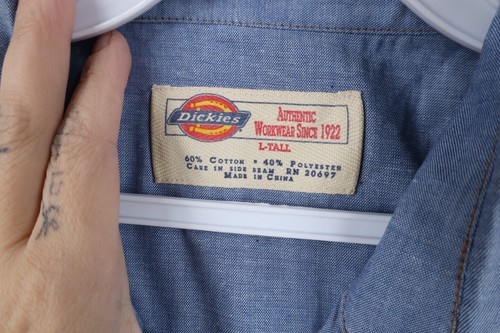 Dickies
AUTHENTIC
WORKWEAR SINCE 1922
L-TALL
60% COTTON • 40% POLYESTER
CARE IN SIDE SEAM RN 20697
MADE IN CHINA